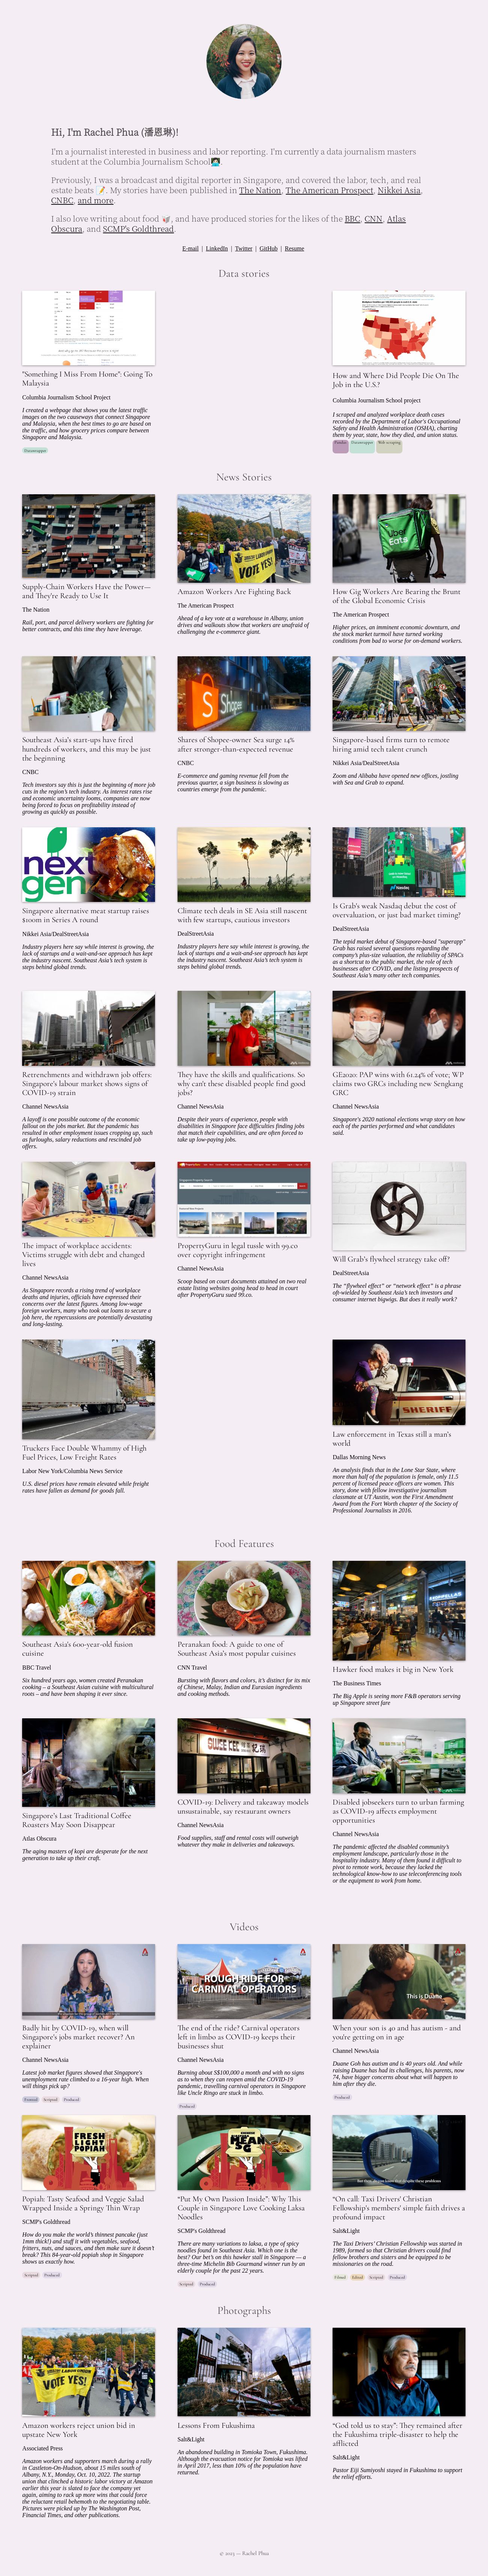 Hi, I'm Rachel Phua (潘恩琳)!
I'm a journalist interested in business and labor reporting. I'm currently a data journalism masters
student at the Columbia Journalism School👩🏻‍💻
Previously, I was a broadcast and digital reporter in Singapore, and covered the labor, tech, and real
estate beats 📝. My stories have been published in The Nation, The American Prospect, Nikkei Asia,
CNBC, and more.
I also love writing about food 🥡, and have produced stories for the likes of the BBC, CNN, Atlas
Obscura, and SCMP's Goldthread.
E-mail | LinkedIn | Twitter | GitHub | Resume
Data stories
"Something I Miss From Home": Going To
Malaysia
Columbia Journalism School Project
I created a webpage that shows you the latest traffic
images on the two causeways that connect Singapore
and Malaysia, when the best times to go are based on
the traffic, and how grocery prices compare between
Singapore and Malaysia.
How and Where Did People Die On The
Job in the U.S.?
Columbia Journalism School project
I scraped and analyzed workplace death cases
recorded by the Department of Labor's Occupational
Safety and Health Administration (OSHA), charting
them by year, state, how they died, and union status.
Web scraping
News Stories
Supply-Chain Workers Have the Power—
and They're Ready to Use It
The Nation
Rail, port, and parcel delivery workers are fighting for
better contracts, and this time they have leverage.
VOTE YES!
Amazon Workers Are Fighting Back
The American Prospect
Ahead of a key vote at a warehouse in Albany, union
drives and walkouts show that workers are unafraid of
challenging the e-commerce giant.
Uber
Eats
How Gig Workers Are Bearing the Brunt
of the Global Economic Crisis
The American Prospect
Higher prices, an imminent economic downturn, and
the stock market turmoil have turned working
conditions from bad to worse for on-demand workers.
Southeast Asia's start-ups have fired
hundreds of workers, and this may be just
the beginning
CNBC
Tech investors say this is just the beginning of more job
cuts in the region's tech industry. As interest rates rise
and economic uncertainty looms, companies are now
being forced to focus on profitability instead of
growing as quickly as possible.
Shopee
Shares of Shopee-owner Sea surge 14%
after stronger-than-expected revenue
CNBC
E-commerce and gaming revenue fell from the
previous quarter, a sign business is slowing as
countries emerge from the pandemic.
Singapore-based firms turn to remote
hiring amid tech talent crunch
Nikkei Asia/DealStreetAsia
Zoom and Alibaba have opened new offices, jostling
with Sea and Grab to expand.
next
gen
Singapore alternative meat startup raises
$100m in Series A round
Nikkei Asia/DealStreetAsia
Industry players here say while interest is growing, the
lack of startups and a wait-and-see approach has kept
the industry nascent. Southeast Asia's tech system is
steps behind global trends.
Climate tech deals in SE Asia still nascent
with few startups, cautious investors
DealStreetAsia
Industry players here say while interest is growing, the
lack of startups and a wait-and-see approach has kept
the industry nascent. Southeast Asia's tech system is
steps behind global trends.
Nasdaq
Is Grab's weak Nasdaq debut the cost of
overvaluation, or just bad market timing?
DealStreetAsia
The tepid market debut of Singapore-based "superapp"
Grab has raised several questions regarding the
company's plus-size valuation, the reliability of SPACs
as a shortcut to the public market, the role of tech
businesses after COVID, and the listing prospects of
Southeast Asia's many other tech companies.
Retrenchments and withdrawn job offers:
Singapore's labour market shows signs of
COVID-19 strain
Channel NewsAsia
A layoff is one possible outcome of the economic
fallout on the jobs market. But the pandemic has
resulted in other employment issues cropping up, such
as furloughs, salary reductions and rescinded job
offers.
They have the skills and qualifications. So
why can't these disabled people find good
jobs?
Channel NewsAsia
Despite their years of experience, people with
disabilities in Singapore face difficulties finding jobs
that match their capabilities, and are often forced to
take up low-paying jobs.
GE2020: PAP wins with 61.24% of vote; WP
claims two GRCs including new Sengkang
GRC
Channel NewsAsia
Singapore's 2020 national elections wrap story on how
each of the parties performed and what candidates
said.
The impact of workplace accidents:
Victims struggle with debt and changed
lives
Channel NewsAsia
As Singapore records a rising trend of workplace
deaths and injuries, officials have expressed their
concerns over the latest figures. Among low-wage
foreign workers, many who took out loans to secure a
job here, the repercussions are potentially devastating
and long-lasting.
PropertyGuru in legal tussle with 99.co
over copyright infringement
Channel NewsAsia
Scoop based on court documents attained on two real
estate listing websites going head to head in court
after PropertyGuru sued 99.co.
Will Grab's flywheel strategy take off?
DealStreetAsia
The “flywheel effect” or “network effect” is a phrase
oft-wielded by Southeast Asia's tech investors and
consumer internet bigwigs. But does it really work?
Truckers Face Double Whammy of High
Fuel Prices, Low Freight Rates
Labor New York/Columbia News Service
U.S. diesel prices have remain elevated while freight
rates have fallen as demand for goods fall.
SHERIFF
Law enforcement in Texas still a man's
world
Dallas Morning News
An analysis finds that in the Lone Star State, where
more than half of the population is female, only 11.5
percent of licensed peace officers are women. This
story, done with fellow investigative journalism
classmate at UT Austin, won the First Amendment
Award from the Fort Worth chapter of the Society of
Professional Journalists in 2016.
Food Features
Southeast Asia's 600-year-old fusion
cuisine
BBC Travel
Six hundred years ago, women created Peranakan
cooking – a Southeast Asian cuisine with multicultural
roots – and have been shaping it ever since.
Peranakan food: A guide to one of
Southeast Asia's most popular cuisines
CNN Travel
Bursting with flavors and colors, it's distinct for its mix
of Chinese, Malay, Indian and Eurasian ingredients
and cooking methods.
Hawker food makes it big in New York
The Business Times
The Big Apple is seeing more F&B operators serving
up Singapore street fare
Singapore's Last Traditional Coffee
Roasters May Soon Disappear
Atlas Obscura
The aging masters of kopi are desperate for the next
generation to take up their craft.
GUWEE KEE
COVID-19: Delivery and takeaway models
unsustainable, say restaurant owners
Channel NewsAsia
Food supplies, staff and rental costs will outweigh
whatever they make in deliveries and takeaways.
Disabled jobseekers turn to urban farming
as COVID-19 affects employment
opportunities
Channel NewsAsia
The pandemic affected the disabled community's
employment landscape, particularly those in the
hospitality industry. Many of them found it difficult to
pivot to remote work, because they lacked the
technological know-how to use teleconferencing tools
or the equipment to work from home.
Videos
Badly hit by COVID-19, when will
Singapore's jobs market recover? An
explainer
Channel NewsAsia
Latest job market figures showed that Singapore's
unemployment rate climbed to a 16-year high. When
will things pick up?
Scripted Produced
ROUGH RIDE FOR
CARNIVAL OPERATORS
The end of the ride? Carnival operators
left in limbo as COVID-19 keeps their
businesses shut
Channel NewsAsia
Burning about S$100,000 a month and with no signs
as to when they can reopen amid the COVID-19
pandemic, travelling carnival operators in Singapore
like Uncle Ringo are stuck in limbo.
Produced
This is Duane
When your son is 40 and has autism - and
you're getting on in age
Channel NewsAsia
Duane Goh has autism and is 40 years old. And while
raising Duane has had its challenges, his parents, now
74, have bigger concerns about what will happen to
him after they die.
Produced
FRESH
LIGHT
POPIAH
Popiah: Tasty Seafood and Veggie Salad
Wrapped Inside a Springy Thin Wrap
SCMP's Goldthread
How do you make the world's thinnest pancake (just
1mm thick!) and stuff it with vegetables, seafood,
fritters, nuts, and sauces, and then make sure it doesn't
break? This 84-year-old popiah shop in Singapore
shows us exactly how.
Scripted Produced
“Put My Own Passion Inside”: Why This
Couple in Singapore Love Cooking Laksa
Noodles
SCMP's Goldthread
There are many variations to laksa, a type of spicy
noodles found in Southeast Asia. Which one is the
best? Our bet's on this hawker stall in Singapore — a
three-time Michelin Bib Gourmand winner run by an
elderly couple for the past 22 years.
Scripted Produced
“On call: Taxi Drivers' Christian
Fellowship's members' simple faith drives a
profound impact
Salt&Light
The Taxi Drivers' Christian Fellowship was started in
1989, formed so that Christian drivers could find
fellow brothers and sisters and be equipped to be
missionaries on the road.
Filmed Edited Scripted Produced
Photographs
VOTE YES!
Amazon workers reject union bid in
upstate New York
Associated Press
Amazon workers and supporters march during a rally
in Castleton-On-Hudson, about 15 miles south of
Albany, N.Y., Monday, Oct. 10, 2022. The startup
union that clinched a historic labor victory at Amazon
earlier this year is slated to face the company yet
again, aiming to rack up more wins that could force
the reluctant retail behemoth to the negotiating table.
Pictures were picked up by The Washington Post,
Financial Times, and other publications.
Lessons From Fukushima
Salt&Light
An abandoned building in Tomioka Town, Fukushima.
Although the evacuation notice for Tomioka was lifted
in April 2017, less than 10% of the population have
returned.
“God told us to stay”: They remained after
the Fukushima triple-disaster to help the
afflicted
Salt&Light
Pastor Eiji Sumiyoshi stayed in Fukushima to support
the relief efforts.
© 2023 — Rachel Phua